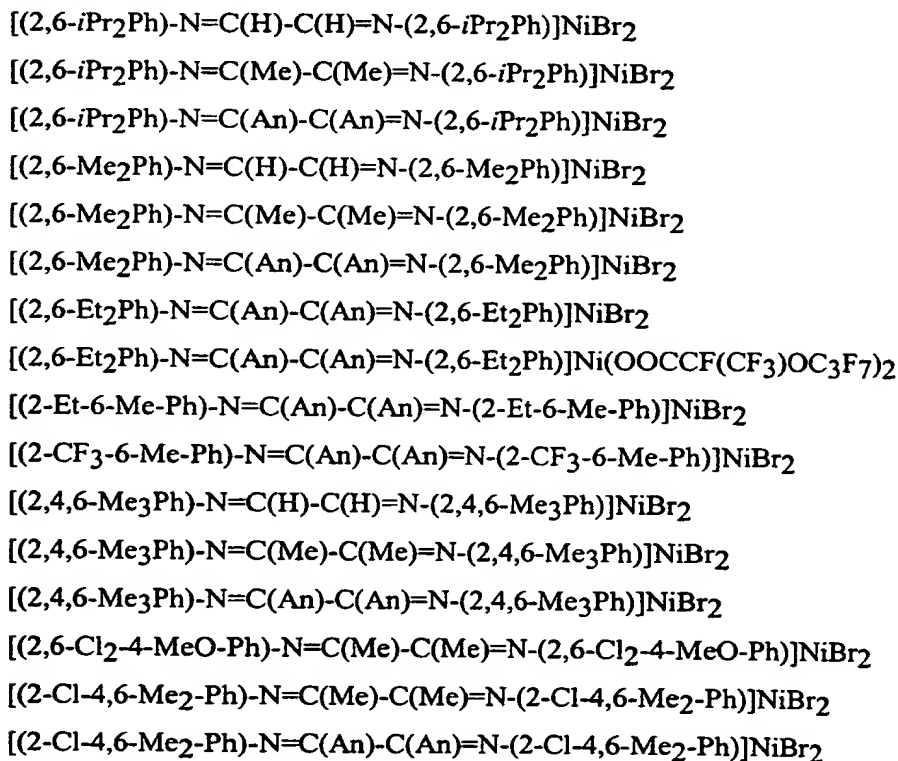 [(2,6-iPr2Ph)-N=C(H)-C(H)=N-(2,6-iPr2Ph)]NiBr2
[(2,6-iPr2Ph)-N=C(Me)-C(Me)=N-(2,6-iPr2Ph)]NiBr2
[(2,6-iPr2Ph)-N=C(An)-C(An)=N-(2,6-iPr2Ph)]NiBr2
[(2,6-Me2Ph)-N=C(H)-C(H)=N-(2,6-Me2Ph)]NiBr2
[(2,6-Me2Ph)-N=C(Me)-C(Me)=N-(2,6-Me2Ph)]NiBr2
[(2,6-Me2Ph)-N=C(An)-C(An)=N-(2,6-Me2Ph)]NiBr2
[(2,6-Et2Ph)-N=C(An)-C(An)=N-(2,6-Et2Ph)]NiBr2
[(2,6-Et2Ph)-N=C(An)-C(An)=N-(2,6-Et2Ph)]Ni(OOCCF(CF3)OC3F7)2
[(2-Et-6-Me-Ph)-N=C(An)-C(An)=N-(2-Et-6-Me-Ph)]NiBr2
[(2-CF3-6-Me-Ph)-N=C(An)-C(An)=N-(2-CF3-6-Me-Ph)]NiBr2
[(2,4,6-Me3Ph)-N=C(H)-C(H)=N-(2,4,6-Me3Ph)]NiBr2
[(2,4,6-Me3Ph)-N=C(Me)-C(Me)=N-(2,4,6-Me3Ph)]NiBr2
[(2,4,6-Me3Ph)-N=C(An)-C(An)=N-(2,4,6-Me3Ph)]NiBr2
[(2,6-Cl2-4-MeO-Ph)-N=C(Me)-C(Me)=N-(2,6-Cl2-4-MeO-Ph)]NiBr2
[(2-Cl-4,6-Me2-Ph)-N=C(Me)-C(Me)=N-(2-Cl-4,6-Me2-Ph)]NiBr2
[(2-Cl-4,6-Me2-Ph)-N=C(An)-C(An)=N-(2-Cl-4,6-Me2-Ph)]NiBr2